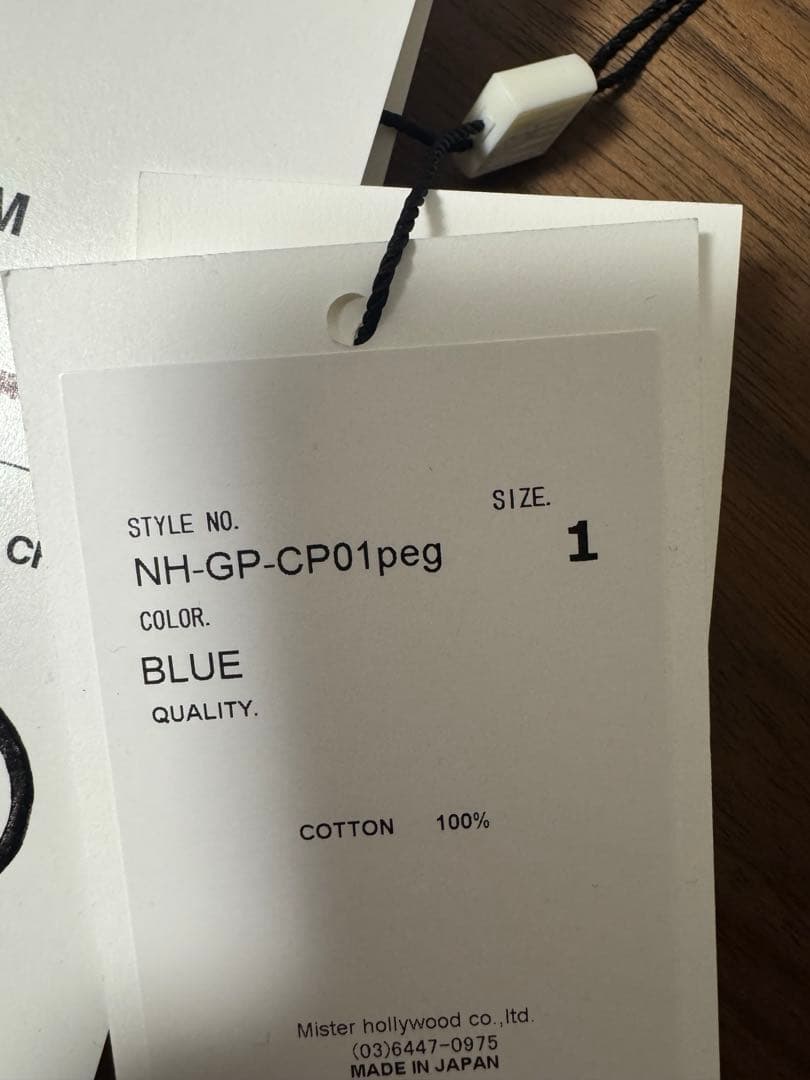 M
STYLE NO.
SIZE.
NH-GP-CP01peg
1
COLOR.
BLUE
QUALITY.
COTTON 100%
Mister hollywood co.,ltd.
(03)6447-0975
MADE IN JAPAN